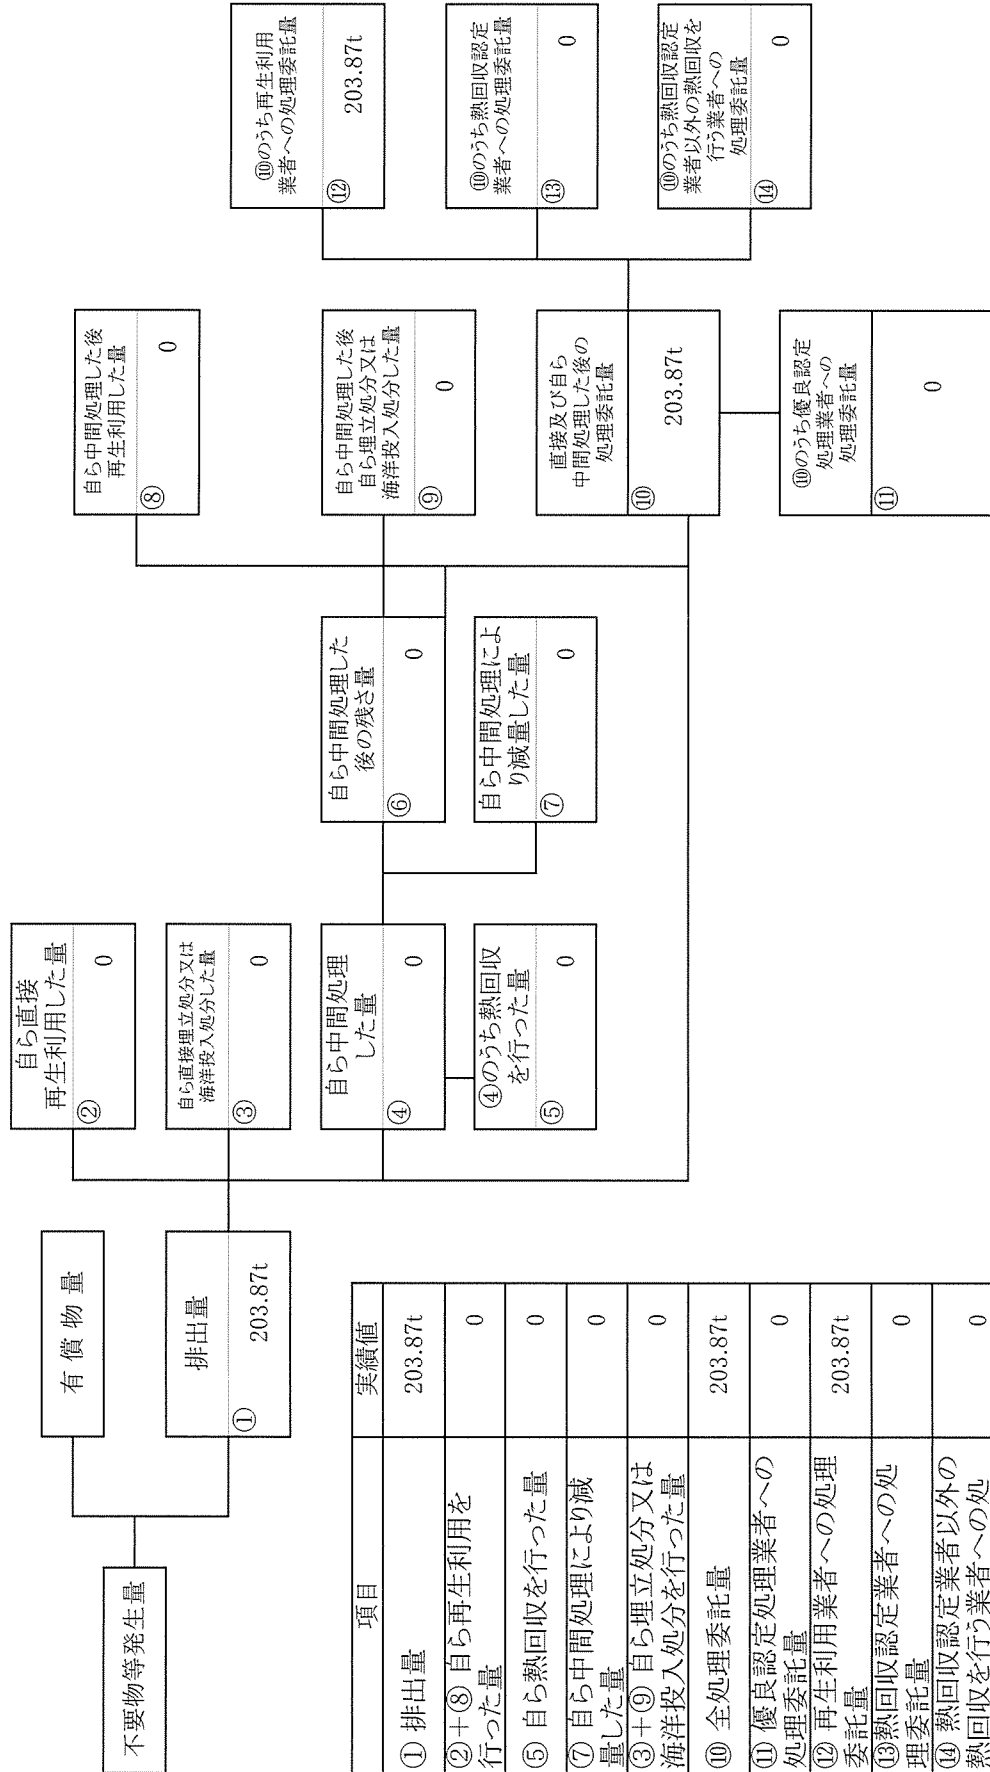 不要物等発生量
有償物量
排出量
① 203.87t
自ら直接
再生利用した量
② 0
自ら直接埋立処分又は
海洋投入処分した量
③ 0
自ら中間処理
した量
④ 0
④のうち熱回収
を行った量
⑤ 0
自ら中間処理した
後の残さ量
⑥ 0
自ら中間処理によ
り減量した量
⑦ 0
自ら中間処理した後
再生利用した量
⑧ 0
自ら中間処理した後
自ら埋立処分又は
海洋投入処分した量
⑨ 0
直接及び自ら
中間処理した後の
処理委託量
⑩ 203.87t
⑩のうち優良認定
処理業者への
処理委託量
⑪ 0
⑩のうち再生利用
業者への処理委託量
⑫ 203.87t
⑩のうち熱回収認定
業者への処理委託量
⑬ 0
⑩のうち熱回収認定
業者以外の熱回収を
行う業者への
処理委託量
⑭ 0
項目 実績値
① 排出量 203.87t
②+⑧ 自ら再生利用を
行った量 0
⑤ 自ら熱回収を行った量 0
⑦ 自ら中間処理により減
量した量 0
③+⑨ 自ら埋立処分又は
海洋投入処分を行った量 0
⑩ 全処理委託量 203.87t
⑪ 優良認定処理業者への
処理委託量 0
⑫ 再生利用業者への処理
委託量 203.87t
⑬熱回収認定業者への処
理委託量 0
⑭ 熱回収認定業者以外の
熱回収を行う業者への処 0